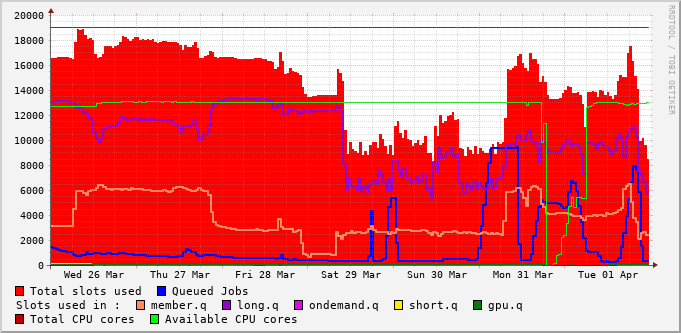 20000
18000
16000
14000
12000
10000
8000
6000
4000
2000
0
Wed 26 Mar Thu 27 Mar Fri 28 Mar Sat 29 Mar Sun 30 Mar Mon 31 Mar Tue 01 Apr
Total slots used Queued Jobs
Slots used in : member.q long.q ondemand.q short.q gpu.q
Total CPU cores Available CPU cores
RRDTOOL / TOBI OETIKER